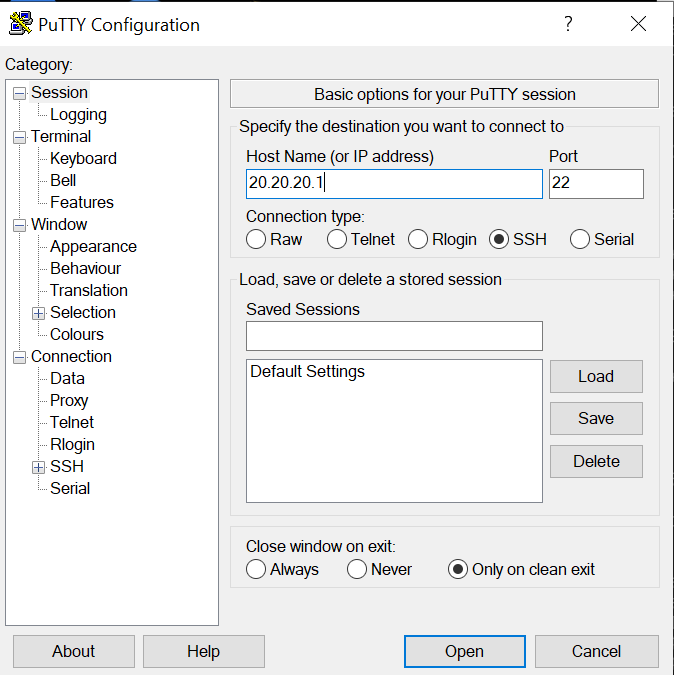 PuTTY Configuration
?
Category:
Session
Logging
Terminal
Keyboard
Bell
Features
Window
Appearance
Behaviour
Translation
Selection
Colours
Connection
Data
Proxy
Telnet
Rlogin
SSH
Serial
Basic options for your PuTTY session
Specify the destination you want to connect to
Host Name (or IP address) Port
20.20.20.1 22
Connection type:
Raw Telnet Rlogin SSH Serial
Load, save or delete a stored session
Saved Sessions
Default Settings
Load
Save
Delete
Close window on exit:
Always Never Only on clean exit
About Help Open Cancel